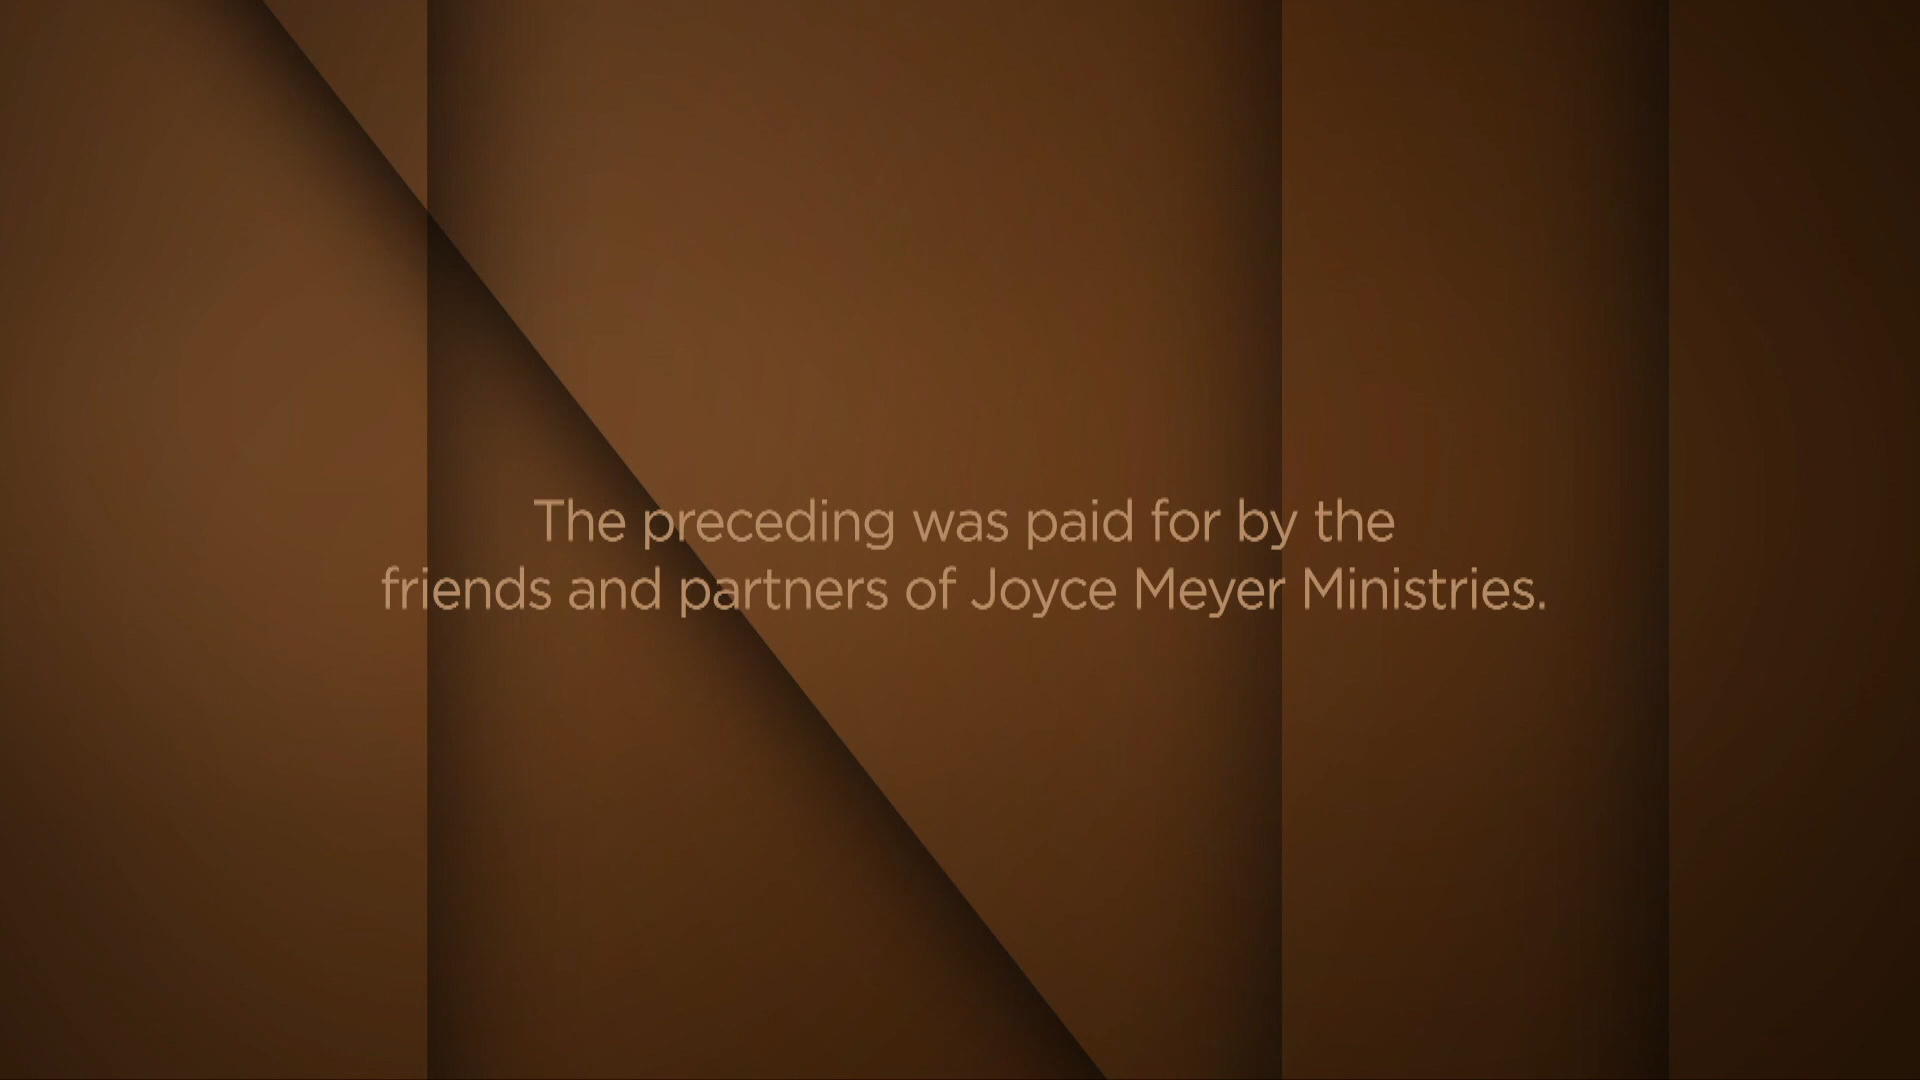 The preceding was paid for by the
friends and partners of Joyce Meyer Ministries.